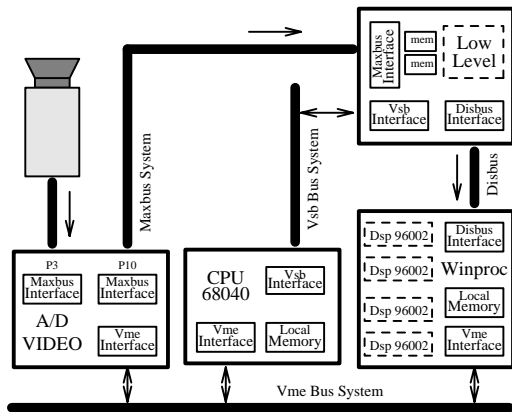 Maxbus
Interface
mem
mem
Low
Level
Vsb
Interface
Disbus
Interface
Maxbus System
Vsb Bus System
Disbus
P3
P10
Maxbus
Interface
Maxbus
Interface
A/D
VIDEO
Vme
Interface
CPU
68040
Vsb
Interface
Vme
Interface
Local
Memory
Dsp 96002
Dsp 96002
Dsp 96002
Dsp 96002
Disbus
Interface
Winproc
Local
Memory
Vme
Interface
Vme Bus System